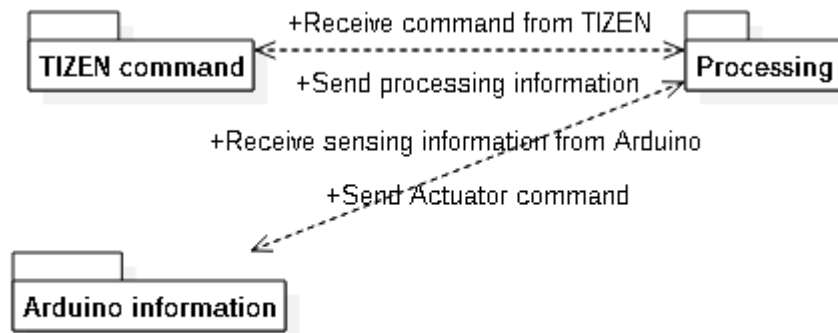 +Receive command from TIZEN
TIZEN command
Processing
+Send processing information
+Receive sensing information from Arduino
+Send Actuator command
Arduino information